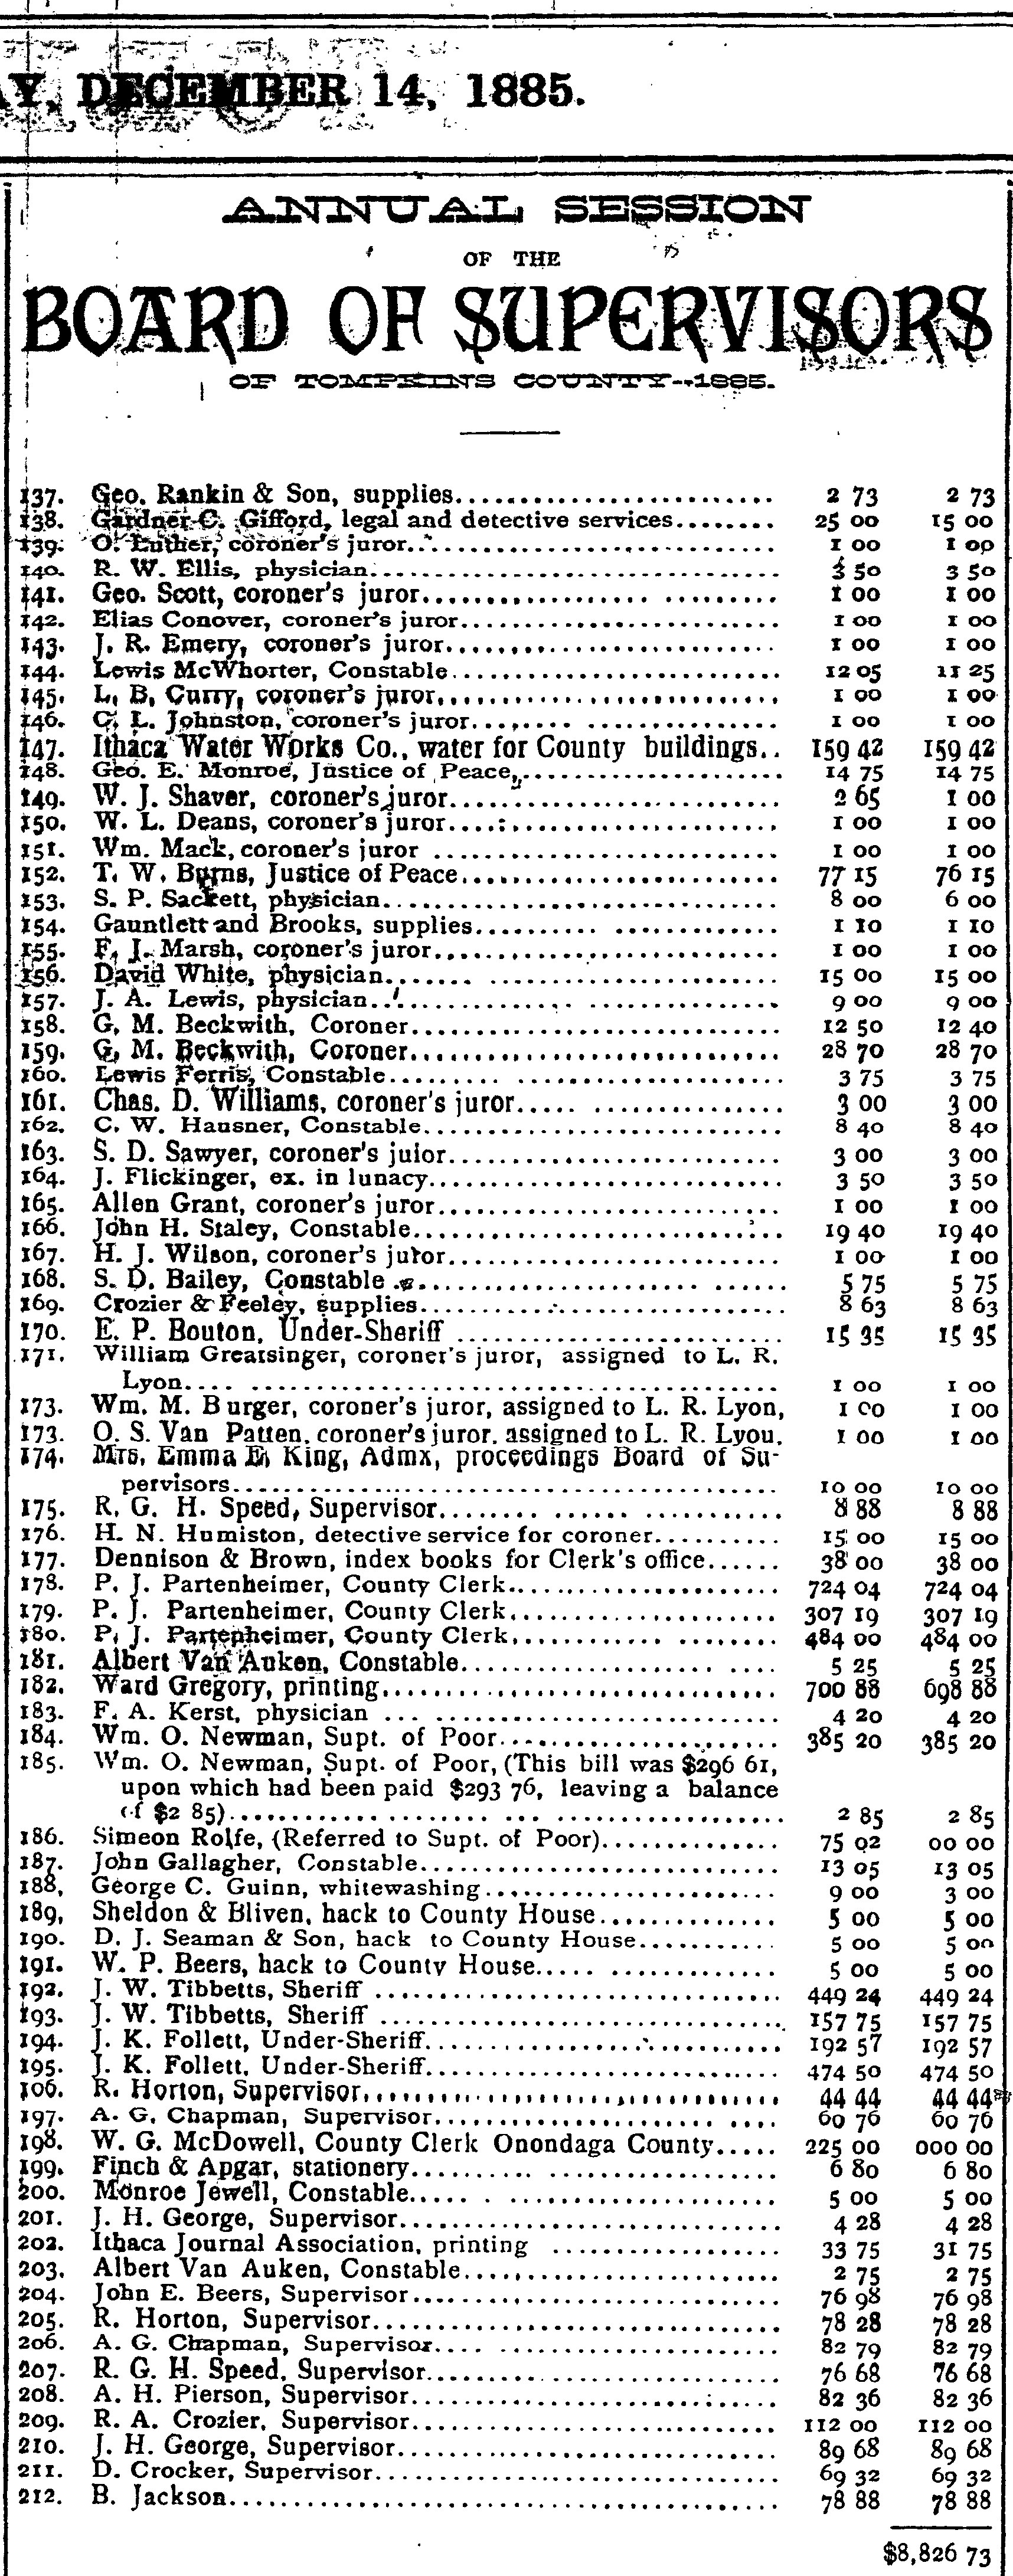 AY, DECEMBER 14, 1885.
ANNUAL SESSION
OF THE
BOARD OF SUPERVISORS
OF TOMPKINS COUNTY--1885.
137. Geo. Rankin & Son, supplies........ 2 73 2 73
138. Gardner C. Gifford, legal and detective services........ 25 00 15 00
139. O. Luther, coroner's juror........ 1 00 1 00
140. R. W. Ellis, physician........ 3 50 3 50
141. Geo. Scott, coroner's juror........ 1 00 1 00
142. Elias Conover, coroner's juror........ 1 00 1 00
143. J. R. Emery, coroner's juror........ 1 00 1 00
144. Lewis McWhorter, Constable........ 12 05 11 25
145. L. B. Curry, coroner's juror........ 1 00 1 00
146. C. L. Johnston, coroner's juror........ 1 00 1 00
147. Ithaca Water Works Co., water for County buildings.. 159 42 159 42
148. Geo. E. Monroe, Justice of Peace........ 14 75 14 75
149. W. J. Shaver, coroner's juror........ 2 65 1 00
150. W. L. Deans, coroner's juror........ 1 00 1 00
151. Wm. Mack, coroner's juror ........ 1 00 1 00
152. T. W. Burns, Justice of Peace........ 77 15 76 15
153. S. P. Sackett, physician........ 8 00 6 00
154. Gauntlett and Brooks, supplies........ 1 10 1 10
155. F. J. Marsh, coroner's juror........ 1 00 1 00
156. David White, physician........ 15 00 15 00
157. J. A. Lewis, physician........ 9 00 9 00
158. G. M. Beckwith, Coroner........ 12 50 12 40
159. G. M. Beckwith, Coroner........ 28 70 28 70
160. Lewis Ferris, Constable........ 3 75 3 75
161. Chas. D. Williams, coroner's juror........ 3 00 3 00
162. C. W. Hausner, Constable........ 8 40 8 40
163. S. D. Sawyer, coroner's juior........ 3 00 3 00
164. J. Flickinger, ex. in lunacy........ 3 50 3 50
165. Allen Grant, coroner's juror........ 1 00 1 00
166. John H. Staley, Constable........ 19 40 19 40
167. H. J. Wilson, coroner's juror........ 1 00 1 00
168. S. D. Bailey, Constable ........ 5 75 5 75
169. Crozier & Feeley, supplies........ 8 63 8 63
170. E. P. Bouton, Under-Sheriff ........ 15 35 15 35
171. William Greatsinger, coroner's juror, assigned to L. R.
Lyon........ 1 00 1 00
173. Wm. M. Burger, coroner's juror, assigned to L. R. Lyon, 1 00 1 00
173. O. S. Van Patten, coroner's juror, assigned to L. R. Lyou, 1 00 1 00
174. Mrs. Emma E. King, Admx, proceedings Board of Su-
pervisors........ 10 00 10 00
175. R. G. H. Speed, Supervisor........ 8 88 8 88
176. H. N. Humiston, detective service for coroner........ 15 00 15 00
177. Dennison & Brown, index books for Clerk's office...... 38 00 38 00
178. P. J. Partenheimer, County Clerk........ 724 04 724 04
179. P. J. Partenheimer, County Clerk........ 307 19 307 19
180. P. J. Partenheimer, County Clerk........ 484 00 484 00
181. Albert Van Auken, Constable........ 5 25 5 25
182. Ward Gregory, printing........ 700 88 698 88
183. F. A. Kerst, physician ........ 4 20 4 20
184. Wm. O. Newman, Supt. of Poor........ 385 20 385 20
185. Wm. O. Newman, Supt. of Poor, (This bill was $296 61,
upon which had been paid $293 76, leaving a balance
of $2 85)........ 2 85 2 85
186. Simeon Rolfe, (Referred to Supt. of Poor)........ 75 02 00 00
187. John Gallagher, Constable........ 13 05 13 05
188, George C. Guinn, whitewashing........ 9 00 3 00
189, Sheldon & Bliven, hack to County House........ 5 00 5 00
190. D. J. Seaman & Son, hack to County House........ 5 00 5 00
191. W. P. Beers, hack to County House........ 5 00 5 00
192. J. W. Tibbetts, Sheriff ........ 449 24 449 24
193. J. W. Tibbetts, Sheriff ........ 157 75 157 75
194. J. K. Follett, Under-Sheriff........ 192 57 192 57
195. J. K. Follett, Under-Sheriff........ 474 50 474 50
106. R. Horton, Supervisor........ 44 44 44 44
197. A. G. Chapman, Supervisor........ 60 76 60 76
198. W. G. McDowell, County Clerk Onondaga County..... 225 00 000 00
199. Finch & Apgar, stationery........ 6 80 6 80
200. Monroe Jewell, Constable........ 5 00 5 00
201. J. H. George, Supervisor........ 4 28 4 28
202. Ithaca Journal Association, printing ........ 33 75 31 75
203. Albert Van Auken, Constable........ 2 75 2 75
204. John E. Beers, Supervisor........ 76 98 76 98
205. R. Horton, Supervisor........ 78 28 78 28
206. A. G. Chapman, Supervisor........ 82 79 82 79
207. R. G. H. Speed, Supervisor........ 76 68 76 68
208. A. H. Pierson, Supervisor........ 82 36 82 36
209. R. A. Crozier, Supervisor........ 112 00 112 00
210. J. H. George, Supervisor........ 89 68 89 68
211. D. Crocker, Supervisor........ 69 32 69 32
212. B. Jackson........ 78 88 78 88
$8,826 73